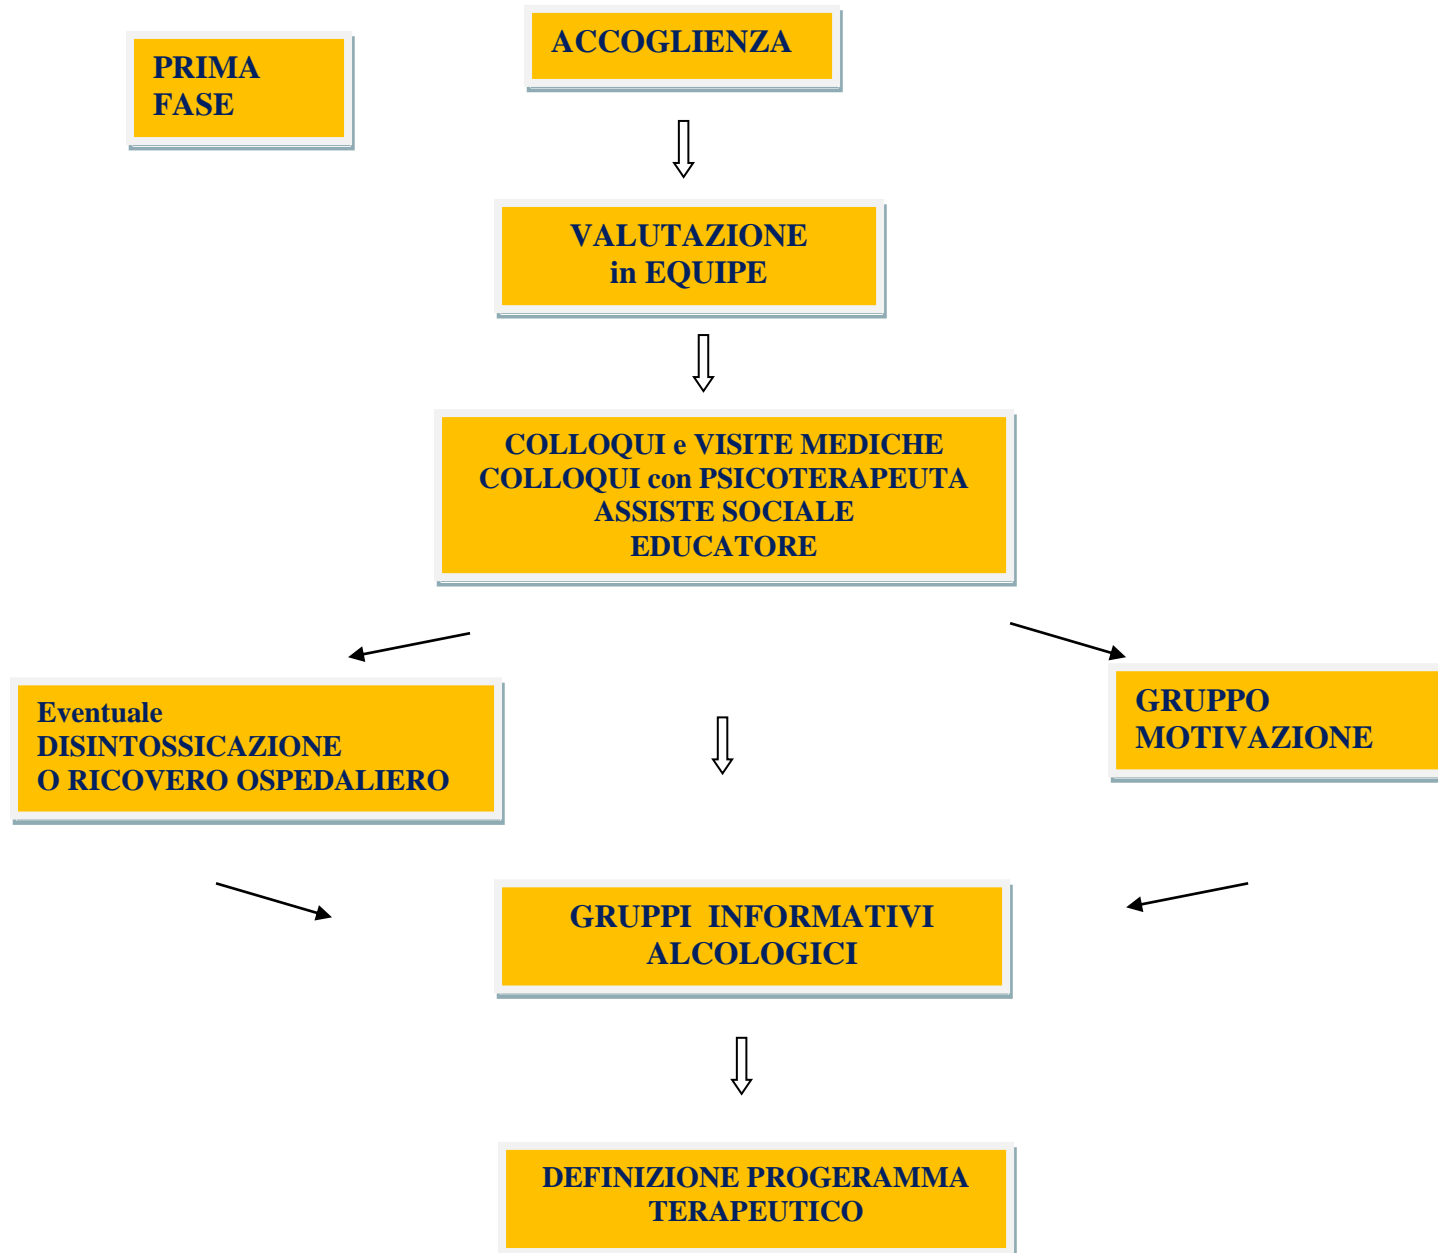 PRIMA
FASE
ACCOGLIENZA
VALUTAZIONE
in EQUIPE
COLLOQUI e VISITE MEDICHE
COLLOQUI con PSICOTERAPEUTA
ASSISTE SOCIALE
EDUCATORE
Eventuale
DISINTOSSICAZIONE
O RICOVERO OSPEDALIERO
GRUPPO
MOTIVAZIONE
GRUPPI INFORMATIVI
ALCOLOGICI
DEFINIZIONE PROGERAMMA
TERAPEUTICO